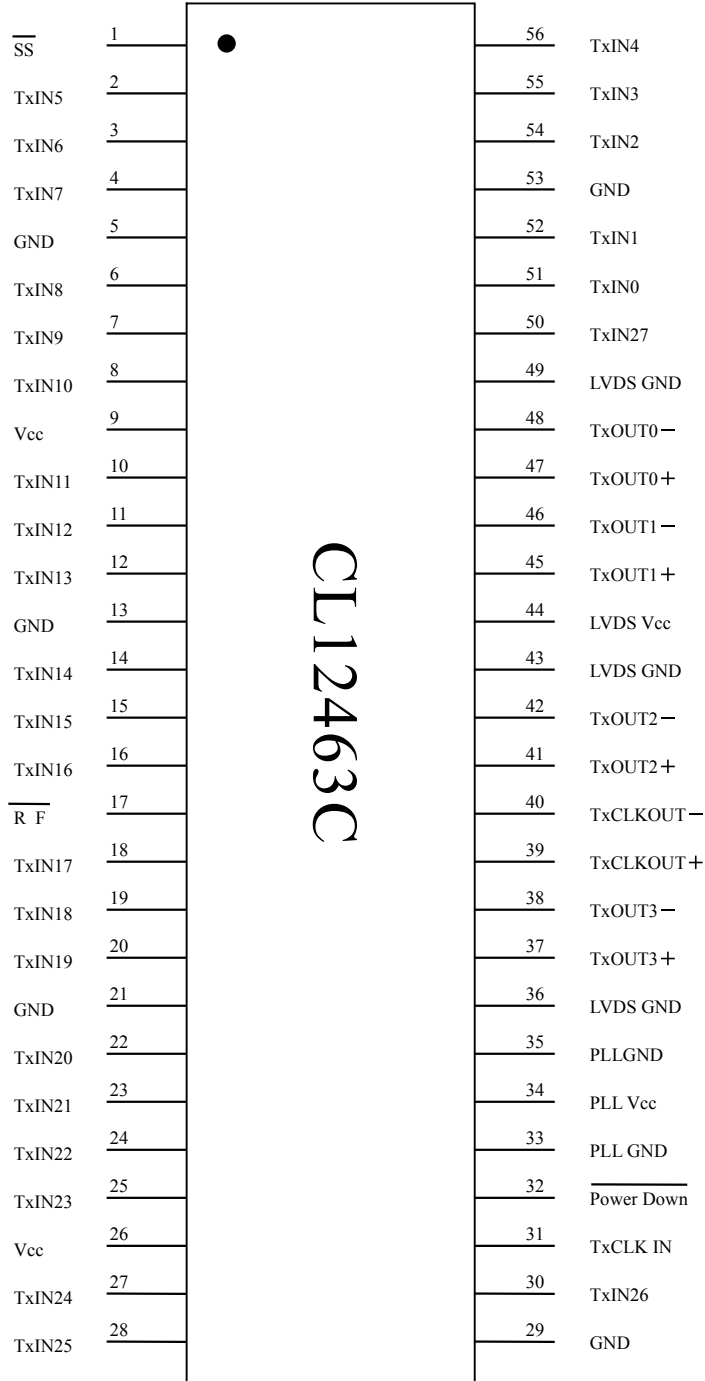 SS 1
TxIN5 2
TxIN6 3
TxIN7 4
GND 5
TxIN8 6
TxIN9 7
TxIN10 8
Vcc 9
TxIN11 10
TxIN12 11
TxIN13 12
GND 13
TxIN14 14
TxIN15 15
TxIN16 16
R F 17
TxIN17 18
TxIN18 19
TxIN19 20
GND 21
TxIN20 22
TxIN21 23
TxIN22 24
TxIN23 25
Vcc 26
TxIN24 27
TxIN25 28
CL12463C
56 TxIN4
55 TxIN3
54 TxIN2
53 GND
52 TxIN1
51 TxIN0
50 TxIN27
49 LVDS GND
48 TxOUT0−
47 TxOUT0+
46 TxOUT1−
45 TxOUT1+
44 LVDS Vcc
43 LVDS GND
42 TxOUT2−
41 TxOUT2+
40 TxCLKOUT−
39 TxCLKOUT+
38 TxOUT3−
37 TxOUT3+
36 LVDS GND
35 PLLGND
34 PLL Vcc
33 PLL GND
32 Power Down
31 TxCLK IN
30 TxIN26
29 GND